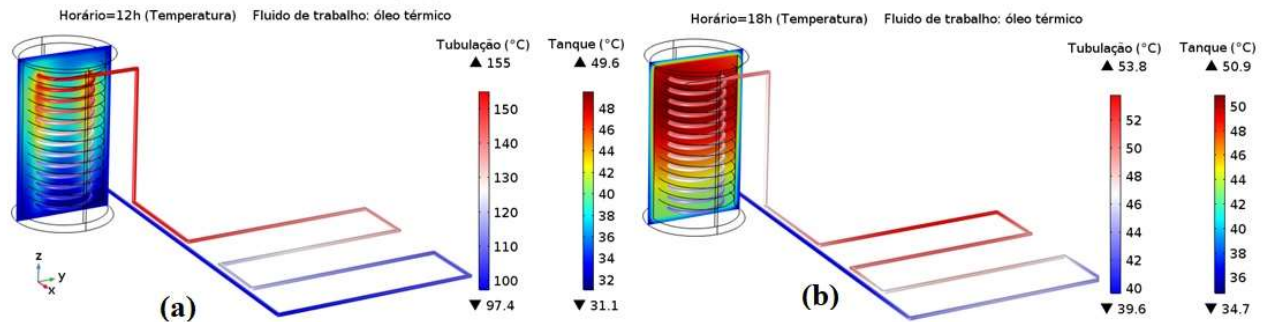 Horário=12h (Temperatura) Fluido de trabalho: óleo térmico
Tubulação (°C) Tanque (°C)
▲ 155 ▲ 49.6
150
140
130
120
110
100
48
46
44
42
40
38
36
34
32
▼ 97.4 ▼ 31.1
z
y
x
(a)
Horário=18h (Temperatura) Fluido de trabalho: óleo térmico
Tubulação (°C) Tanque (°C)
▲ 53.8 ▲ 50.9
52
50
48
46
44
42
40
50
48
46
44
42
40
38
36
▼ 39.6 ▼ 34.7
(b)